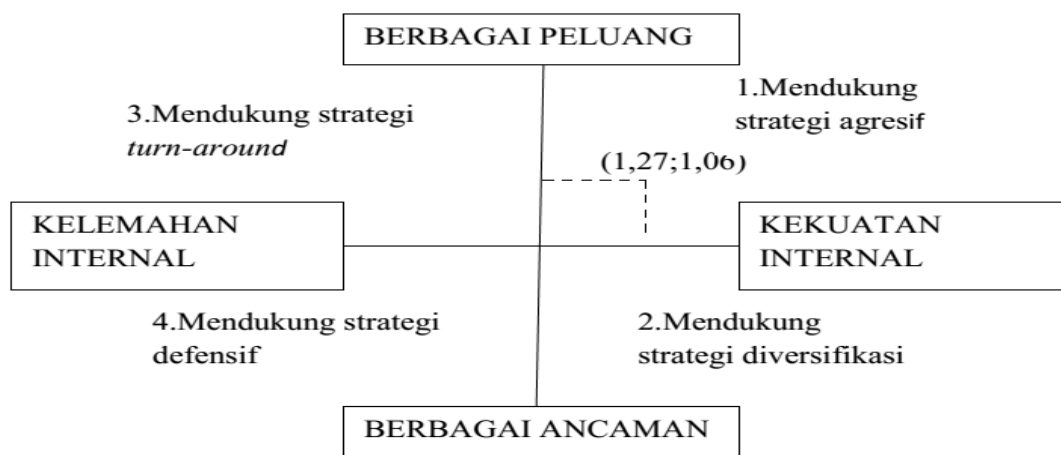 BERBAGAI PELUANG
1.Mendukung
strategi agresif
3.Mendukung strategi
turn-around
(1,27;1,06)
KELEMAHAN
INTERNAL
KEKUATAN
INTERNAL
4.Mendukung strategi
defensif
2.Mendukung
strategi diversifikasi
BERBAGAI ANCAMAN